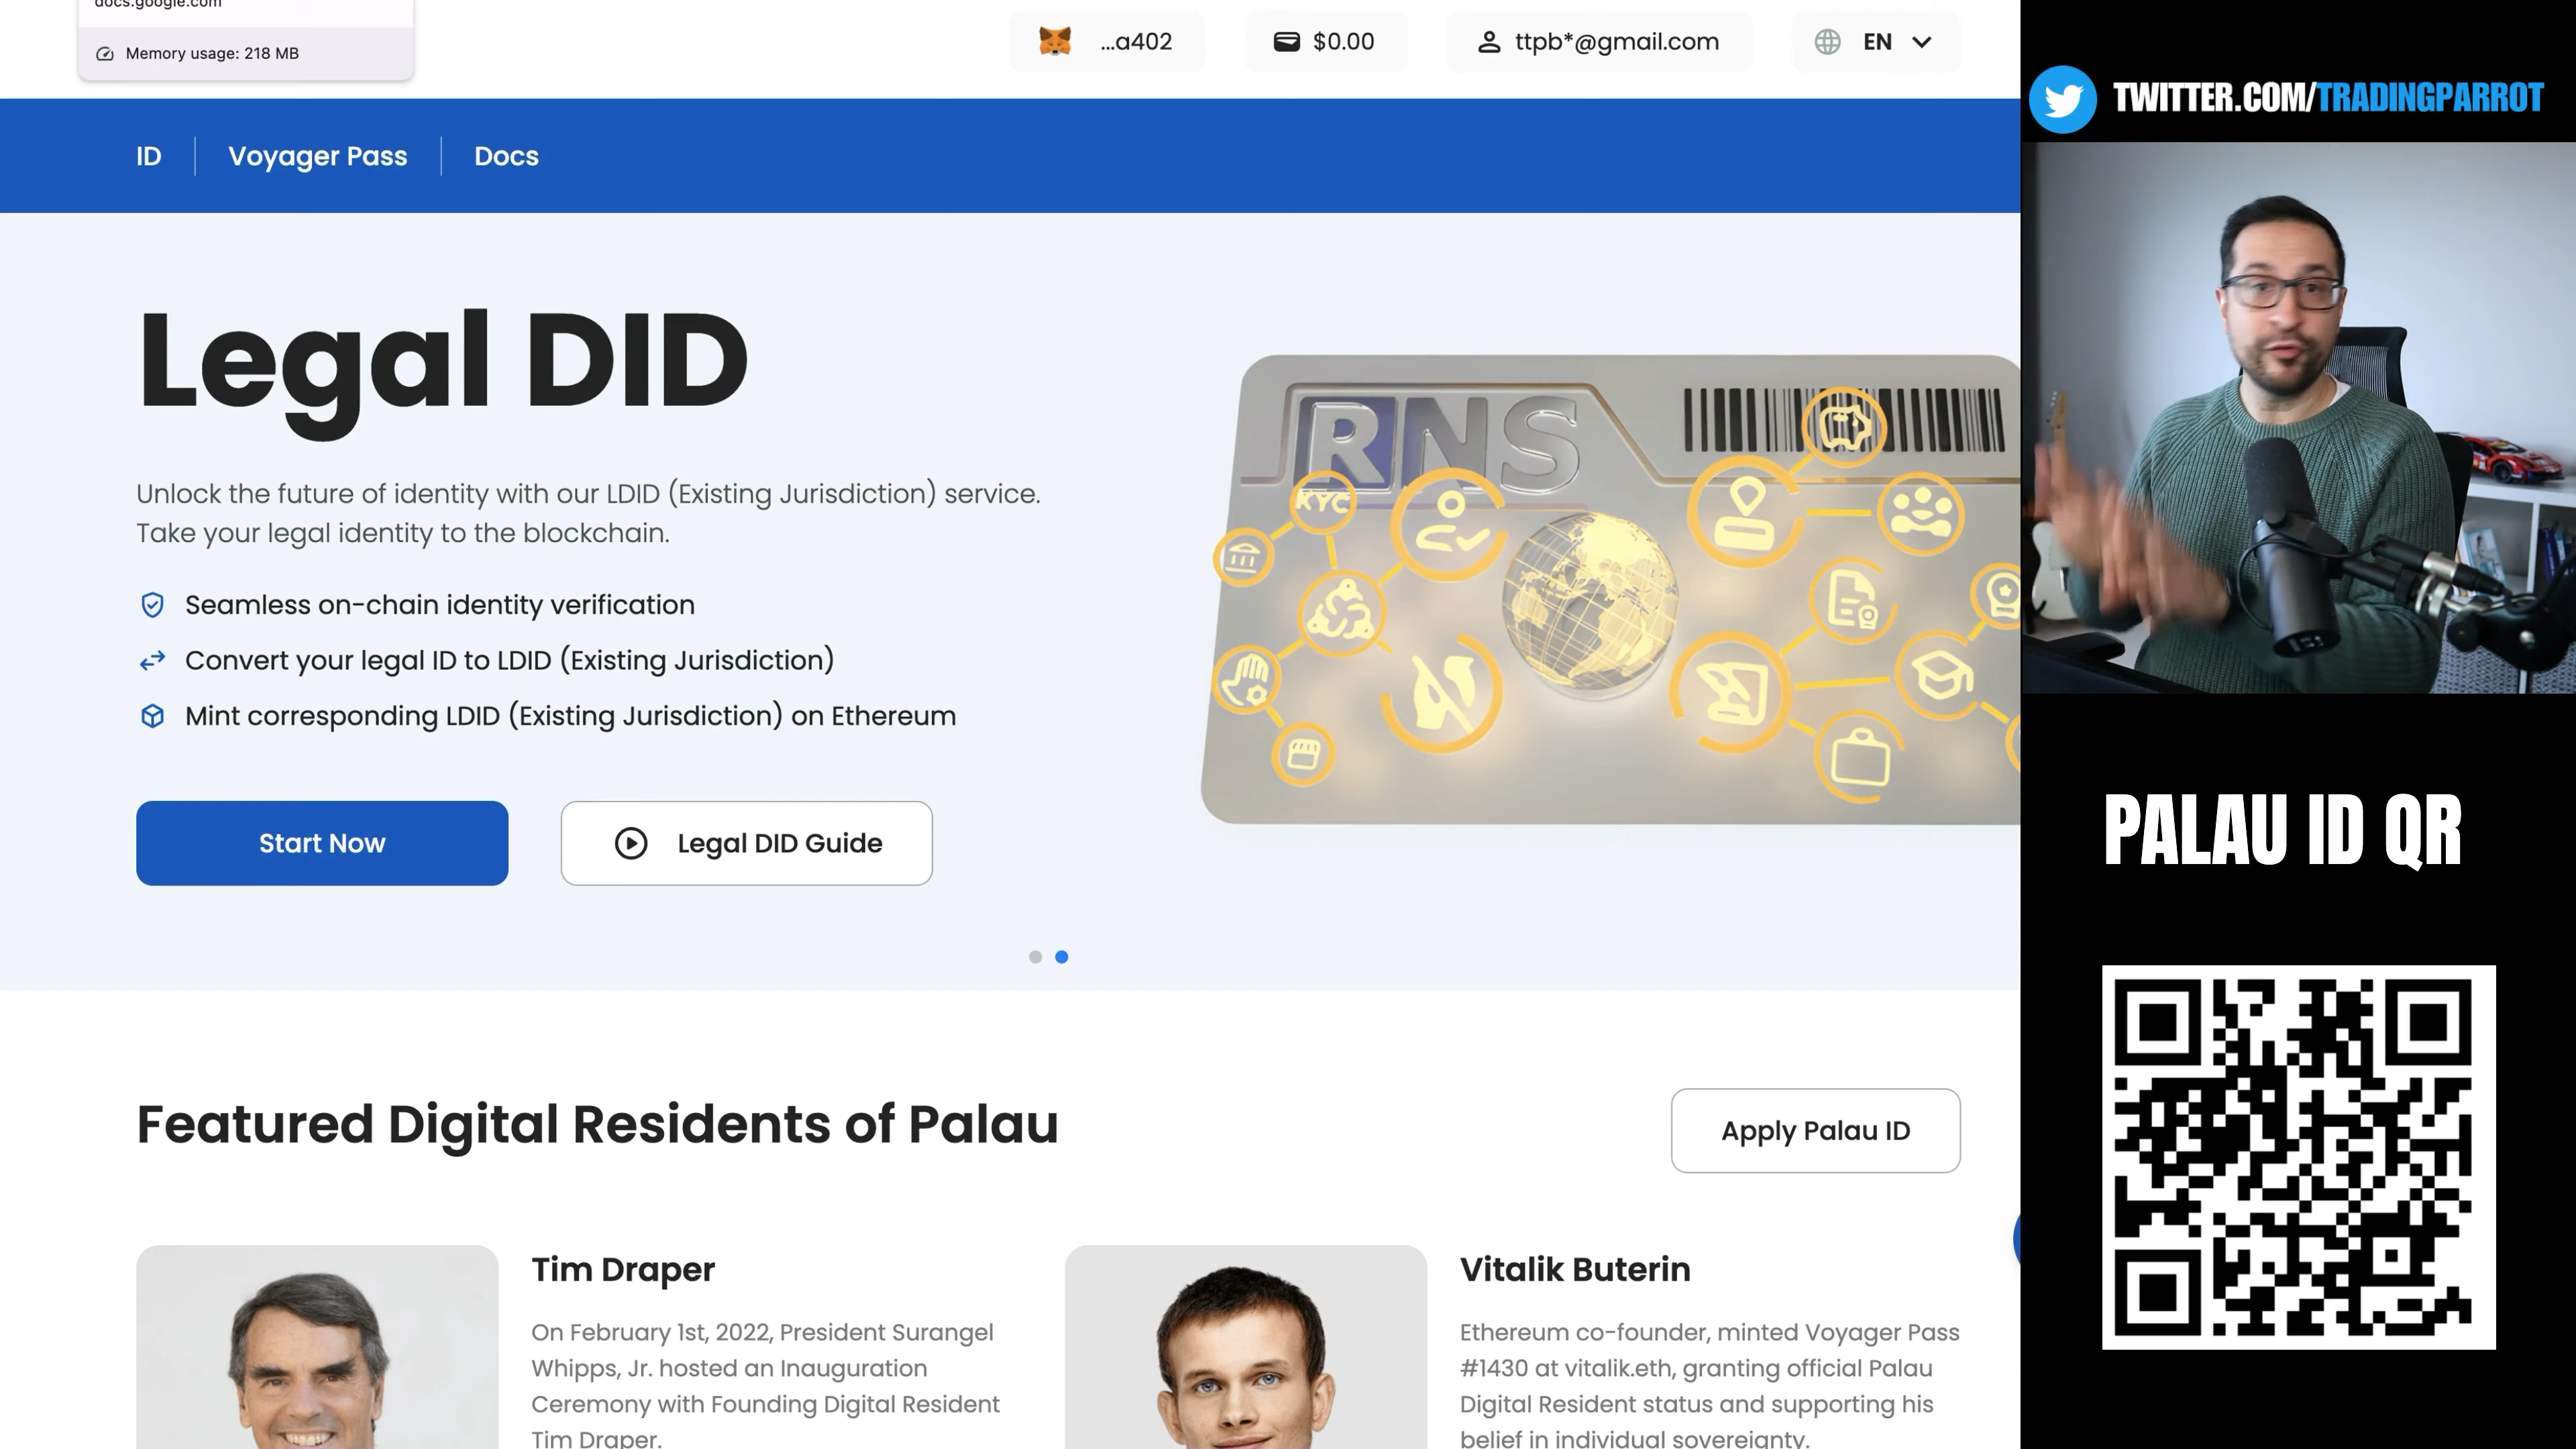 docs.google.com
Memory usage: 218 MB
...a402
$0.00
ttpb*@gmail.com
EN
TWITTER.COM/TRADINGPARROT
ID
Voyager Pass
Docs
Legal DID
Unlock the future of identity with our LDID (Existing Jurisdiction) service.
Take your legal identity to the blockchain.
Seamless on-chain identity verification
Convert your legal ID to LDID (Existing Jurisdiction)
Mint corresponding LDID (Existing Jurisdiction) on Ethereum
Start Now
Legal DID Guide
RNS
KYC
PALAU ID QR
Featured Digital Residents of Palau
Apply Palau ID
Tim Draper
On February 1st, 2022, President Surangel
Whipps, Jr. hosted an Inauguration
Ceremony with Founding Digital Resident
Tim Draper.
Vitalik Buterin
Ethereum co-founder, minted Voyager Pass
#1430 at vitalik.eth, granting official Palau
Digital Resident status and supporting his
belief in individual sovereignty.